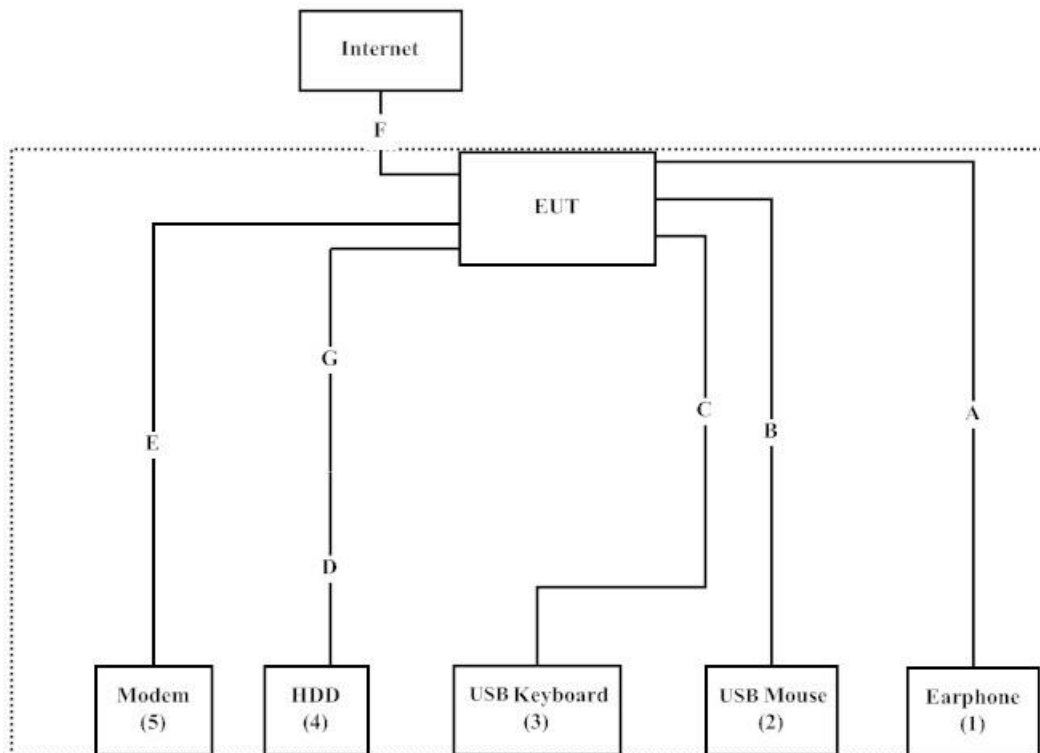 Internet
F
EUT
G
C
A
B
E
D
Modem
(5)
HDD
(4)
USB Keyboard
(3)
USB Mouse
(2)
Earphone
(1)